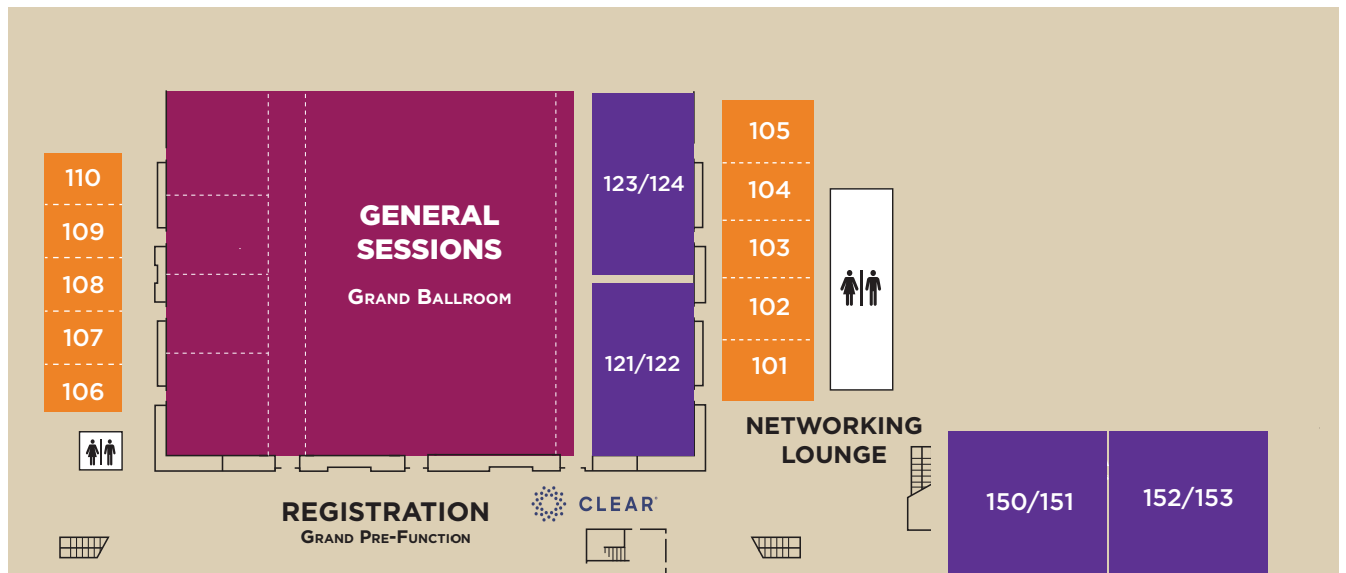 110
109
108
107
106
GENERAL
SESSIONS
GRAND BALLROOM
123/124
121/122
105
104
103
102
101
NETWORKING
LOUNGE
REGISTRATION
GRAND PRE-FUNCTION
CLEAR
150/151
152/153